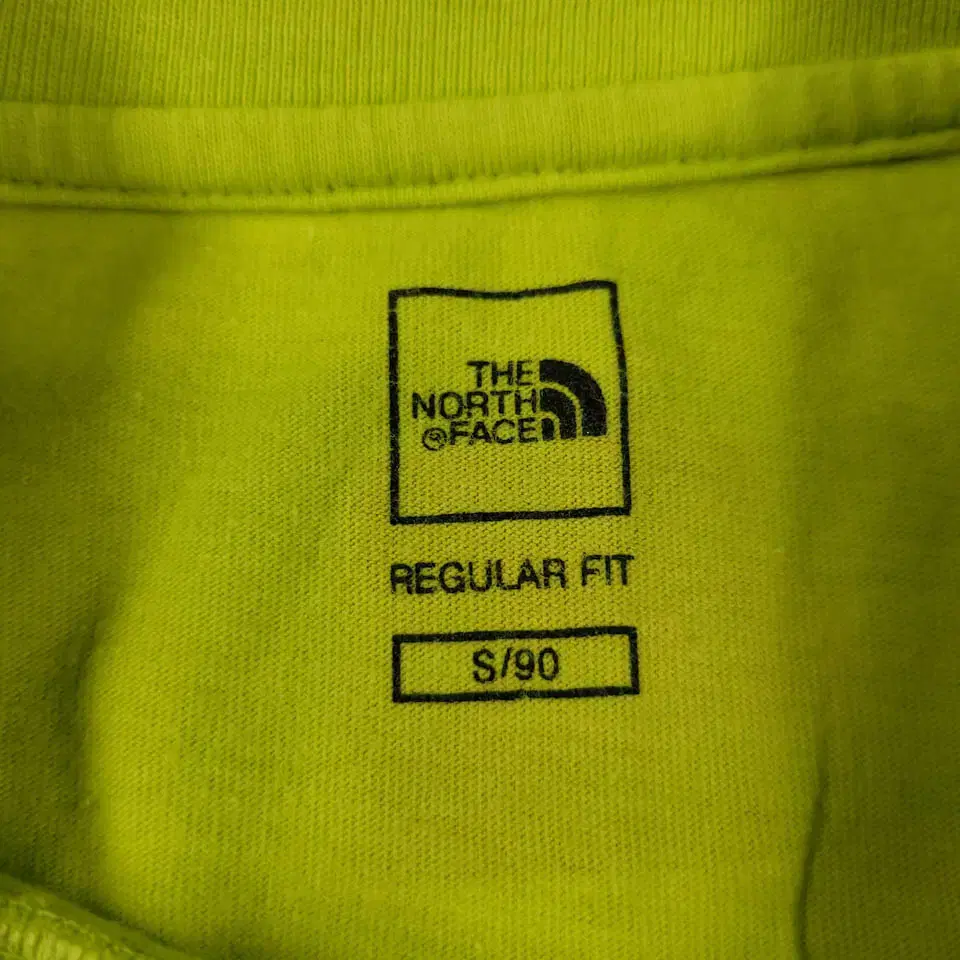 THE
NORTH
®FACE
REGULAR FIT
S/90